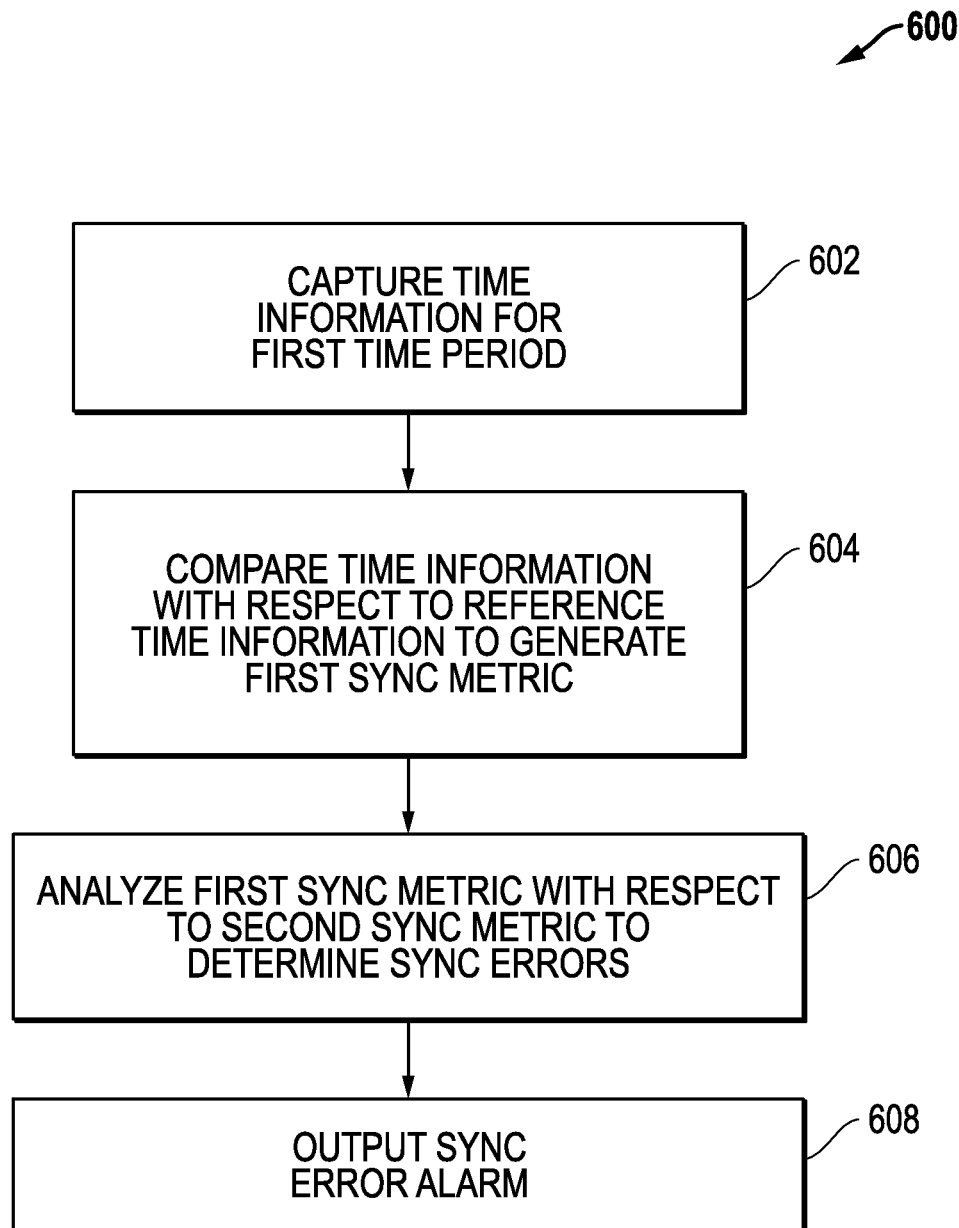 600
CAPTURE TIME
INFORMATION FOR
FIRST TIME PERIOD
602
COMPARE TIME INFORMATION
WITH RESPECT TO REFERENCE
TIME INFORMATION TO GENERATE
FIRST SYNC METRIC
604
ANALYZE FIRST SYNC METRIC WITH RESPECT
TO SECOND SYNC METRIC TO
DETERMINE SYNC ERRORS
606
OUTPUT SYNC
ERROR ALARM
608